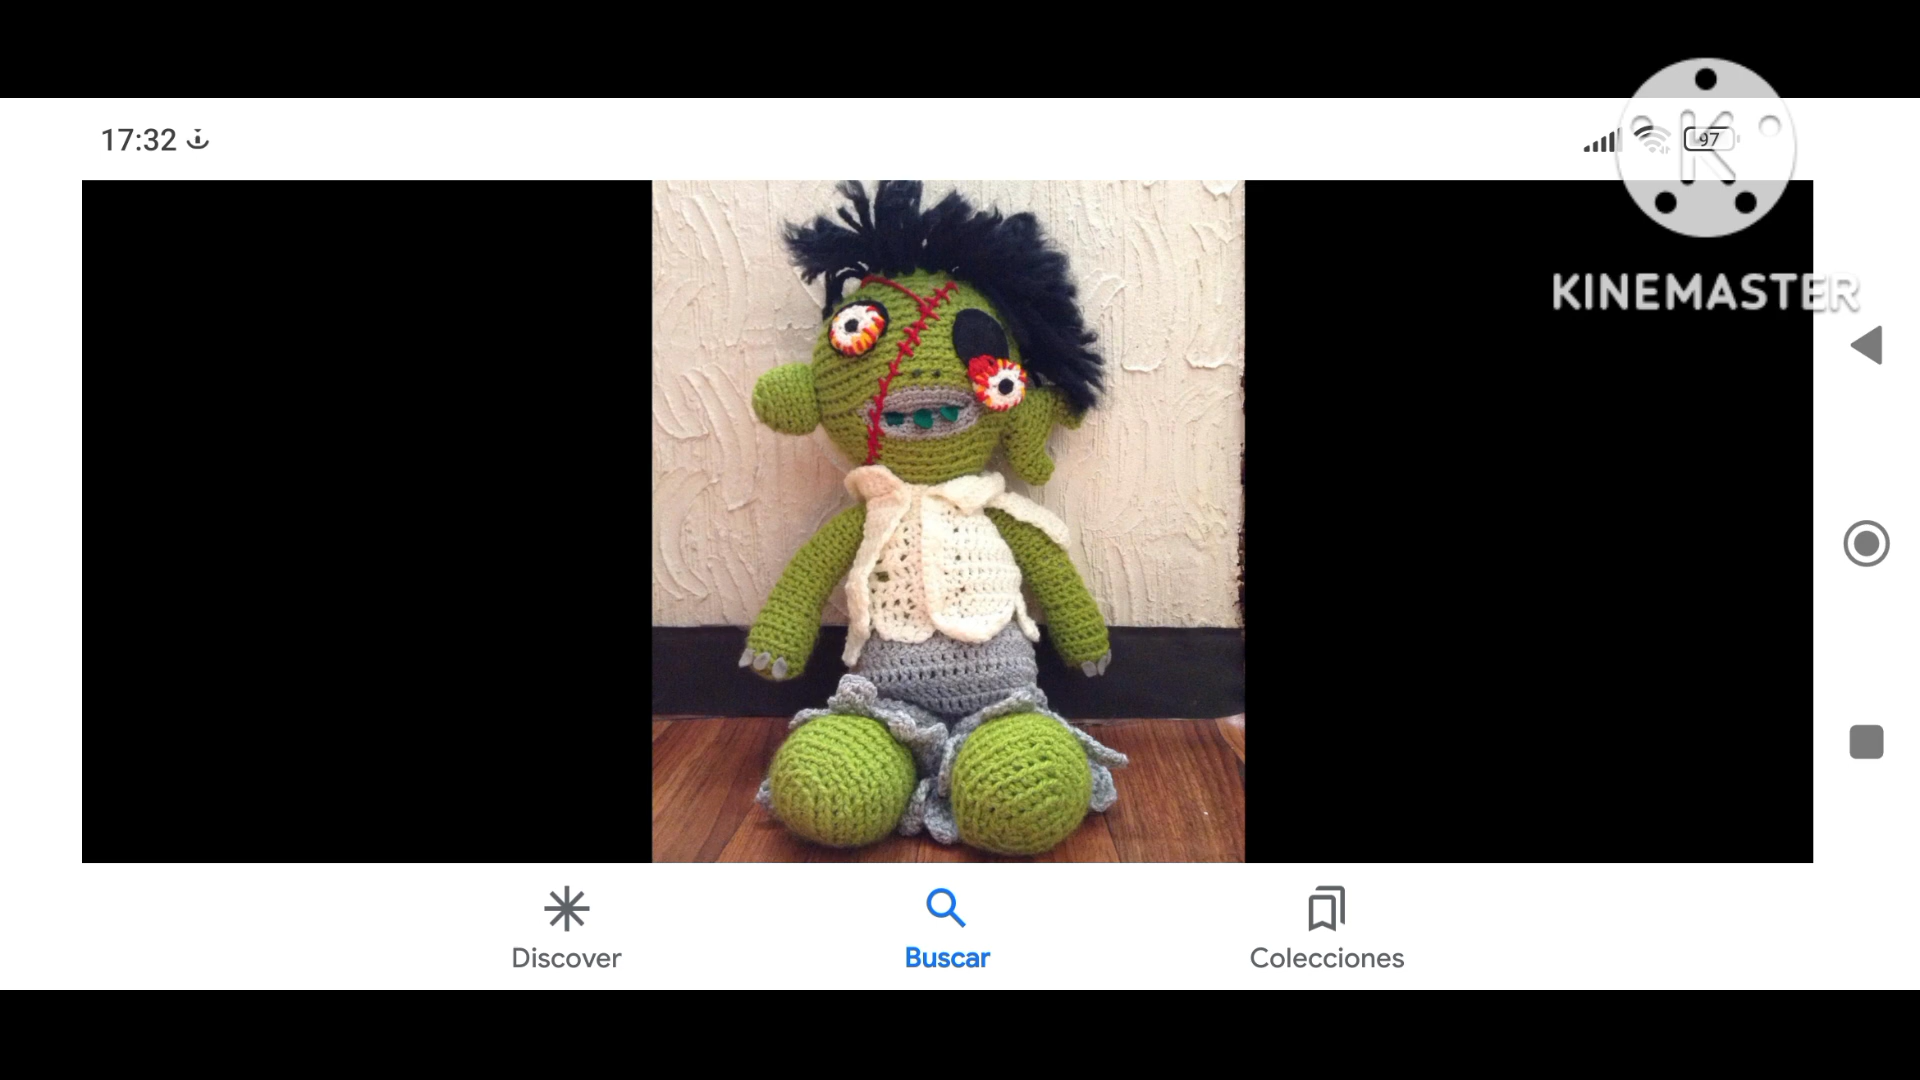 17:32
97
K
KINEMASTER
Discover
Buscar
Colecciones